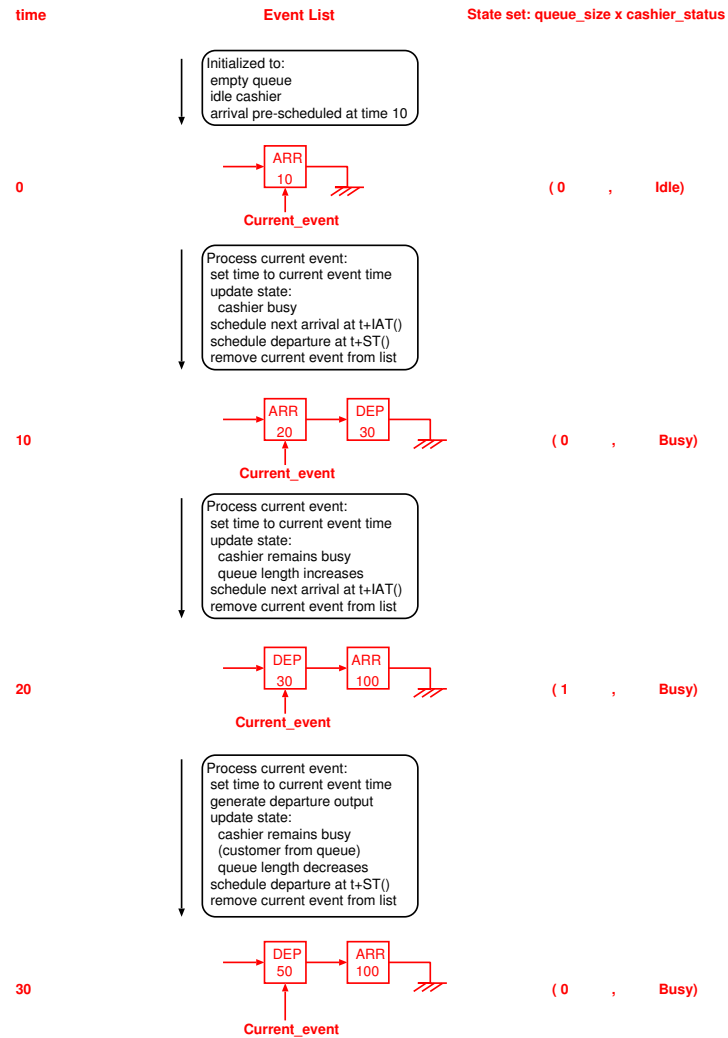 time Event List State set: queue_size x cashier_status
Initialized to:
empty queue
idle cashier
arrival pre-scheduled at time 10
ARR
10
0 ( 0 , Idle)
Current_event
Process current event:
set time to current event time
update state:
cashier busy
schedule next arrival at t+IAT()
schedule departure at t+ST()
remove current event from list
ARR DEP
20 30
10 ( 0 , Busy)
Current_event
Process current event:
set time to current event time
update state:
cashier remains busy
queue length increases
schedule next arrival at t+IAT()
remove current event from list
DEP ARR
30 100
20 ( 1 , Busy)
Current_event
Process current event:
set time to current event time
generate departure output
update state:
cashier remains busy
(customer from queue)
queue length decreases
schedule departure at t+ST()
remove current event from list
DEP ARR
50 100
30 ( 0 , Busy)
Current_event